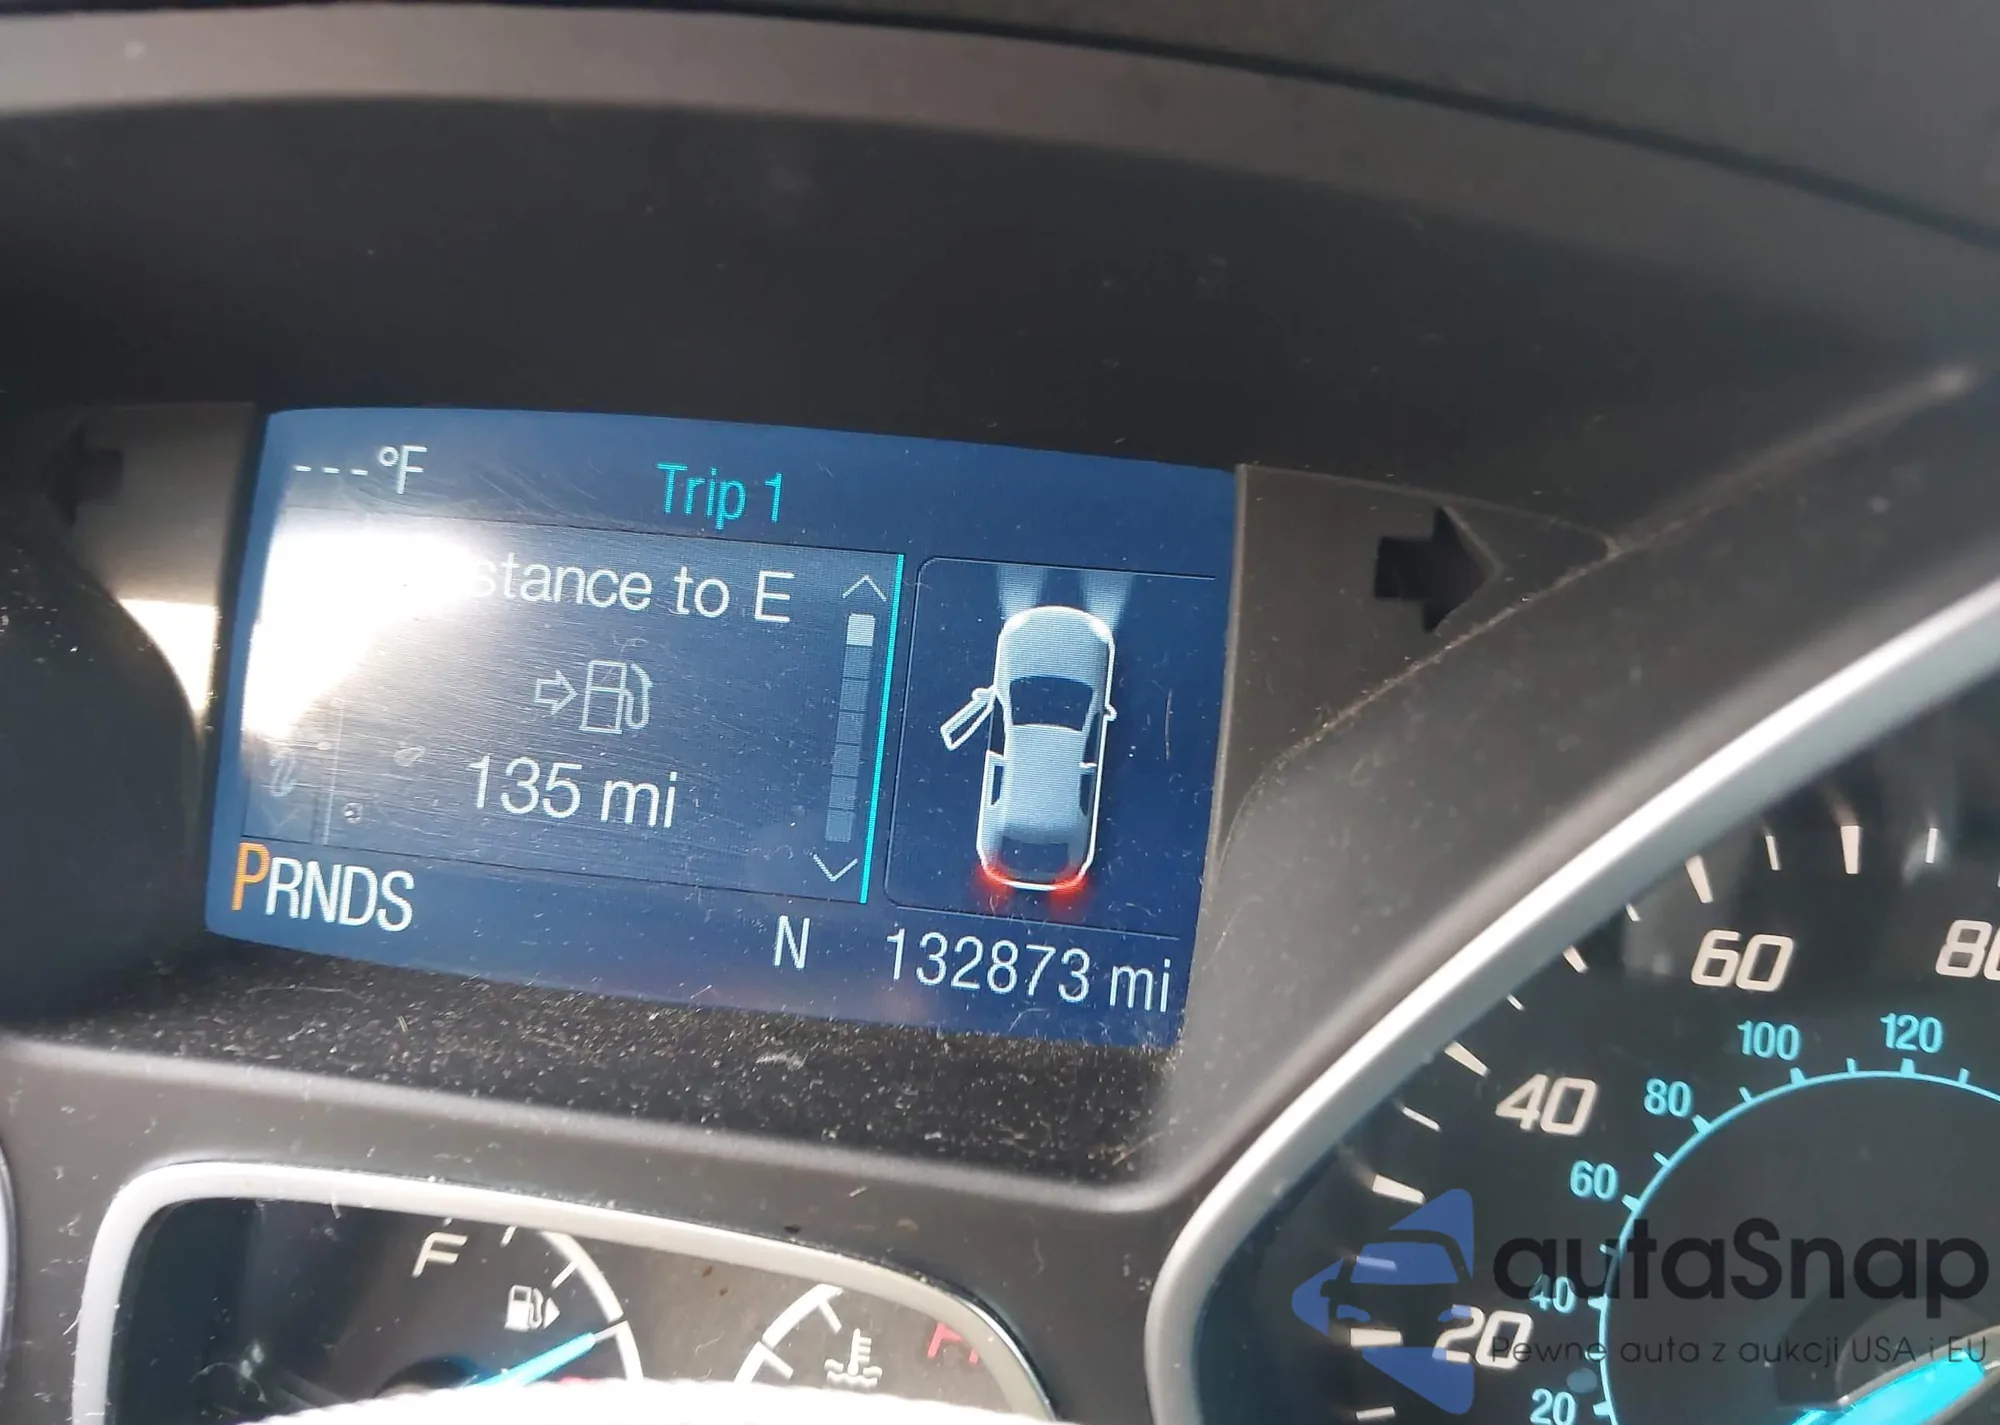 ---°F
Trip 1
stance to E
135 mi
PRNDS
N
132873 mi
60
80
100
120
40
80
60
40
20
20
F
H
autaSnap
Pewne auta z aukcji USA i EU